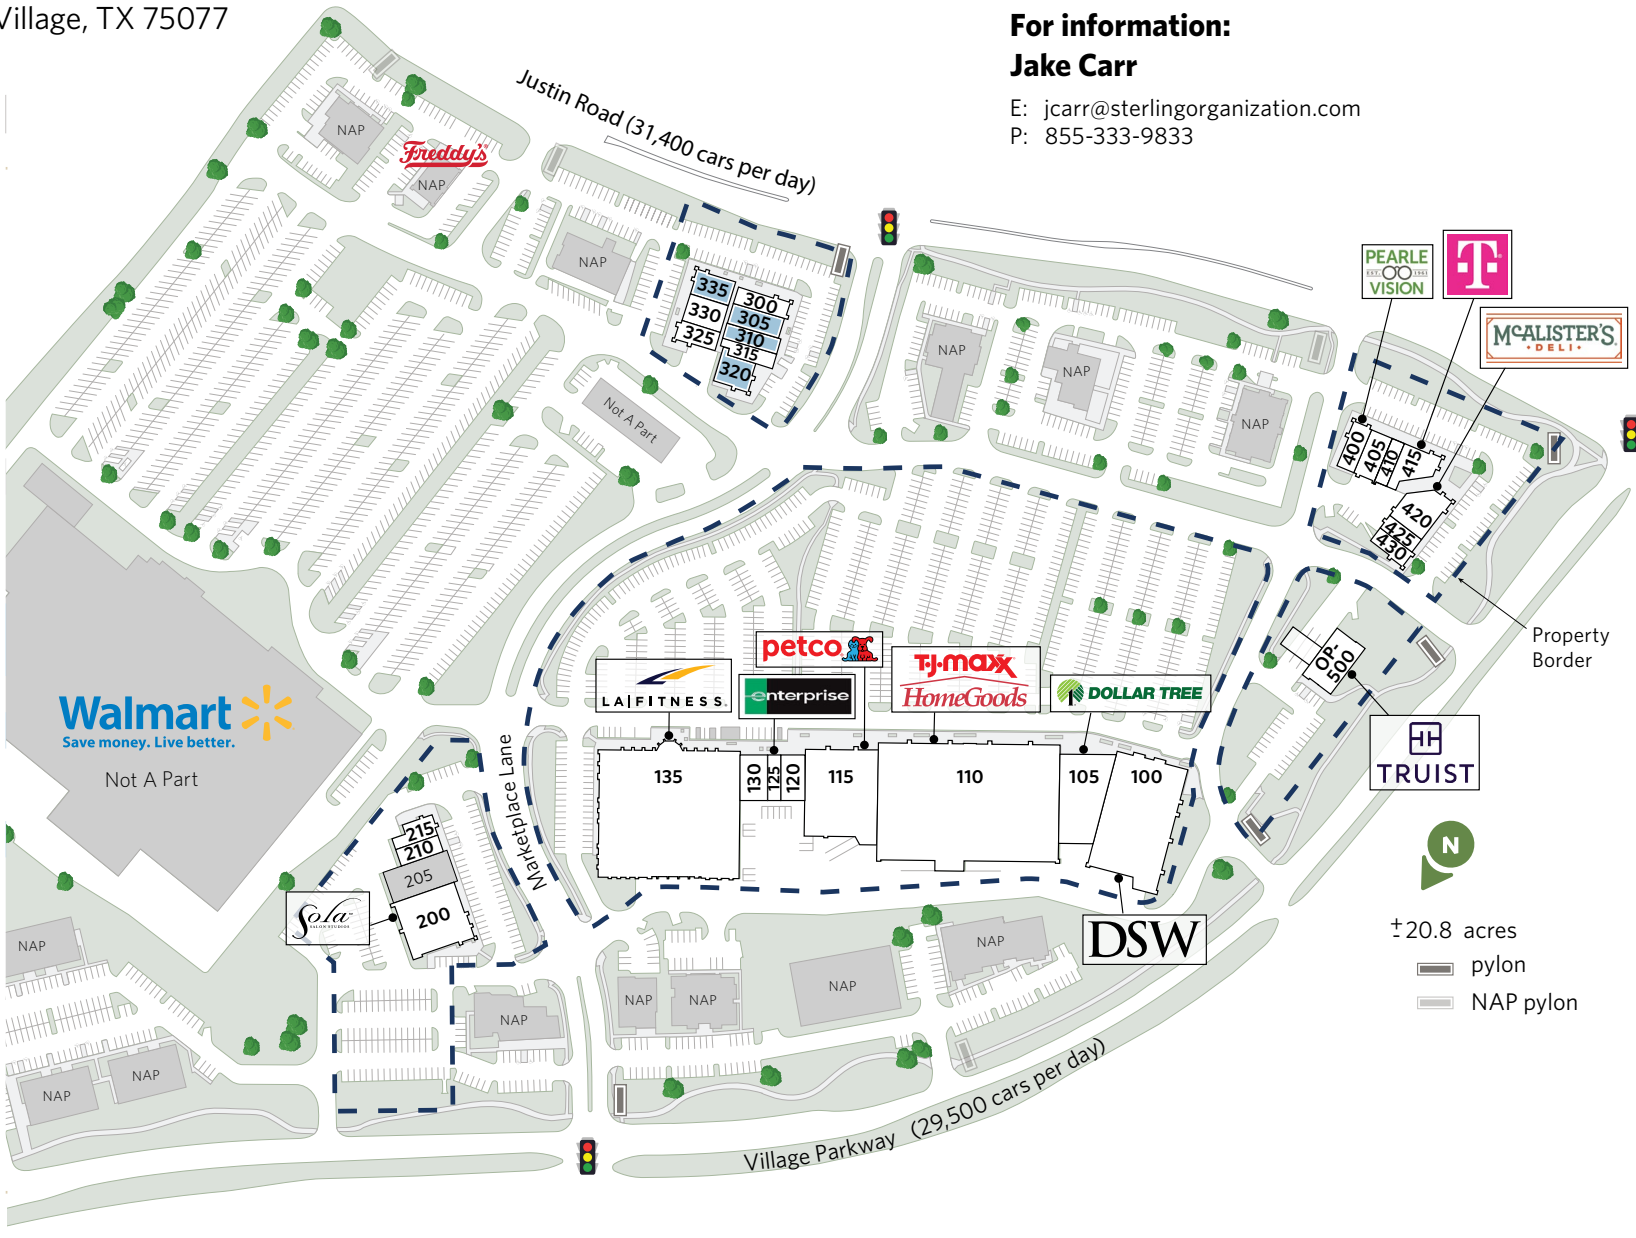 Village, TX 75077
For information:
Jake Carr
E: jcarr@sterlingorganization.com
P: 855-333-9833
Justin Road (31,400 cars per day)
NAP
Freddy's
NAP
NAP
335
330
325
300
305
310
315
320
Not A Part
NAP
NAP
NAP
PEARLE
EST. 1961
VISION
T
McALISTER'S
DELI
400
405
410
415
420
425
430
Property
Border
OP-
500
TRUIST
Walmart
Save money. Live better.
Not A Part
Marketplace Lane
LA|FITNESS.
petco
enterprise
T·J·maxx
HomeGoods
DOLLAR TREE
135
130
125
120
115
110
105
100
215
210
205
200
Sola
SALON STUDIOS
DSW
N
±20.8 acres
pylon
NAP pylon
NAP
NAP
NAP
NAP
NAP
NAP
NAP
NAP
Village Parkway (29,500 cars per day)